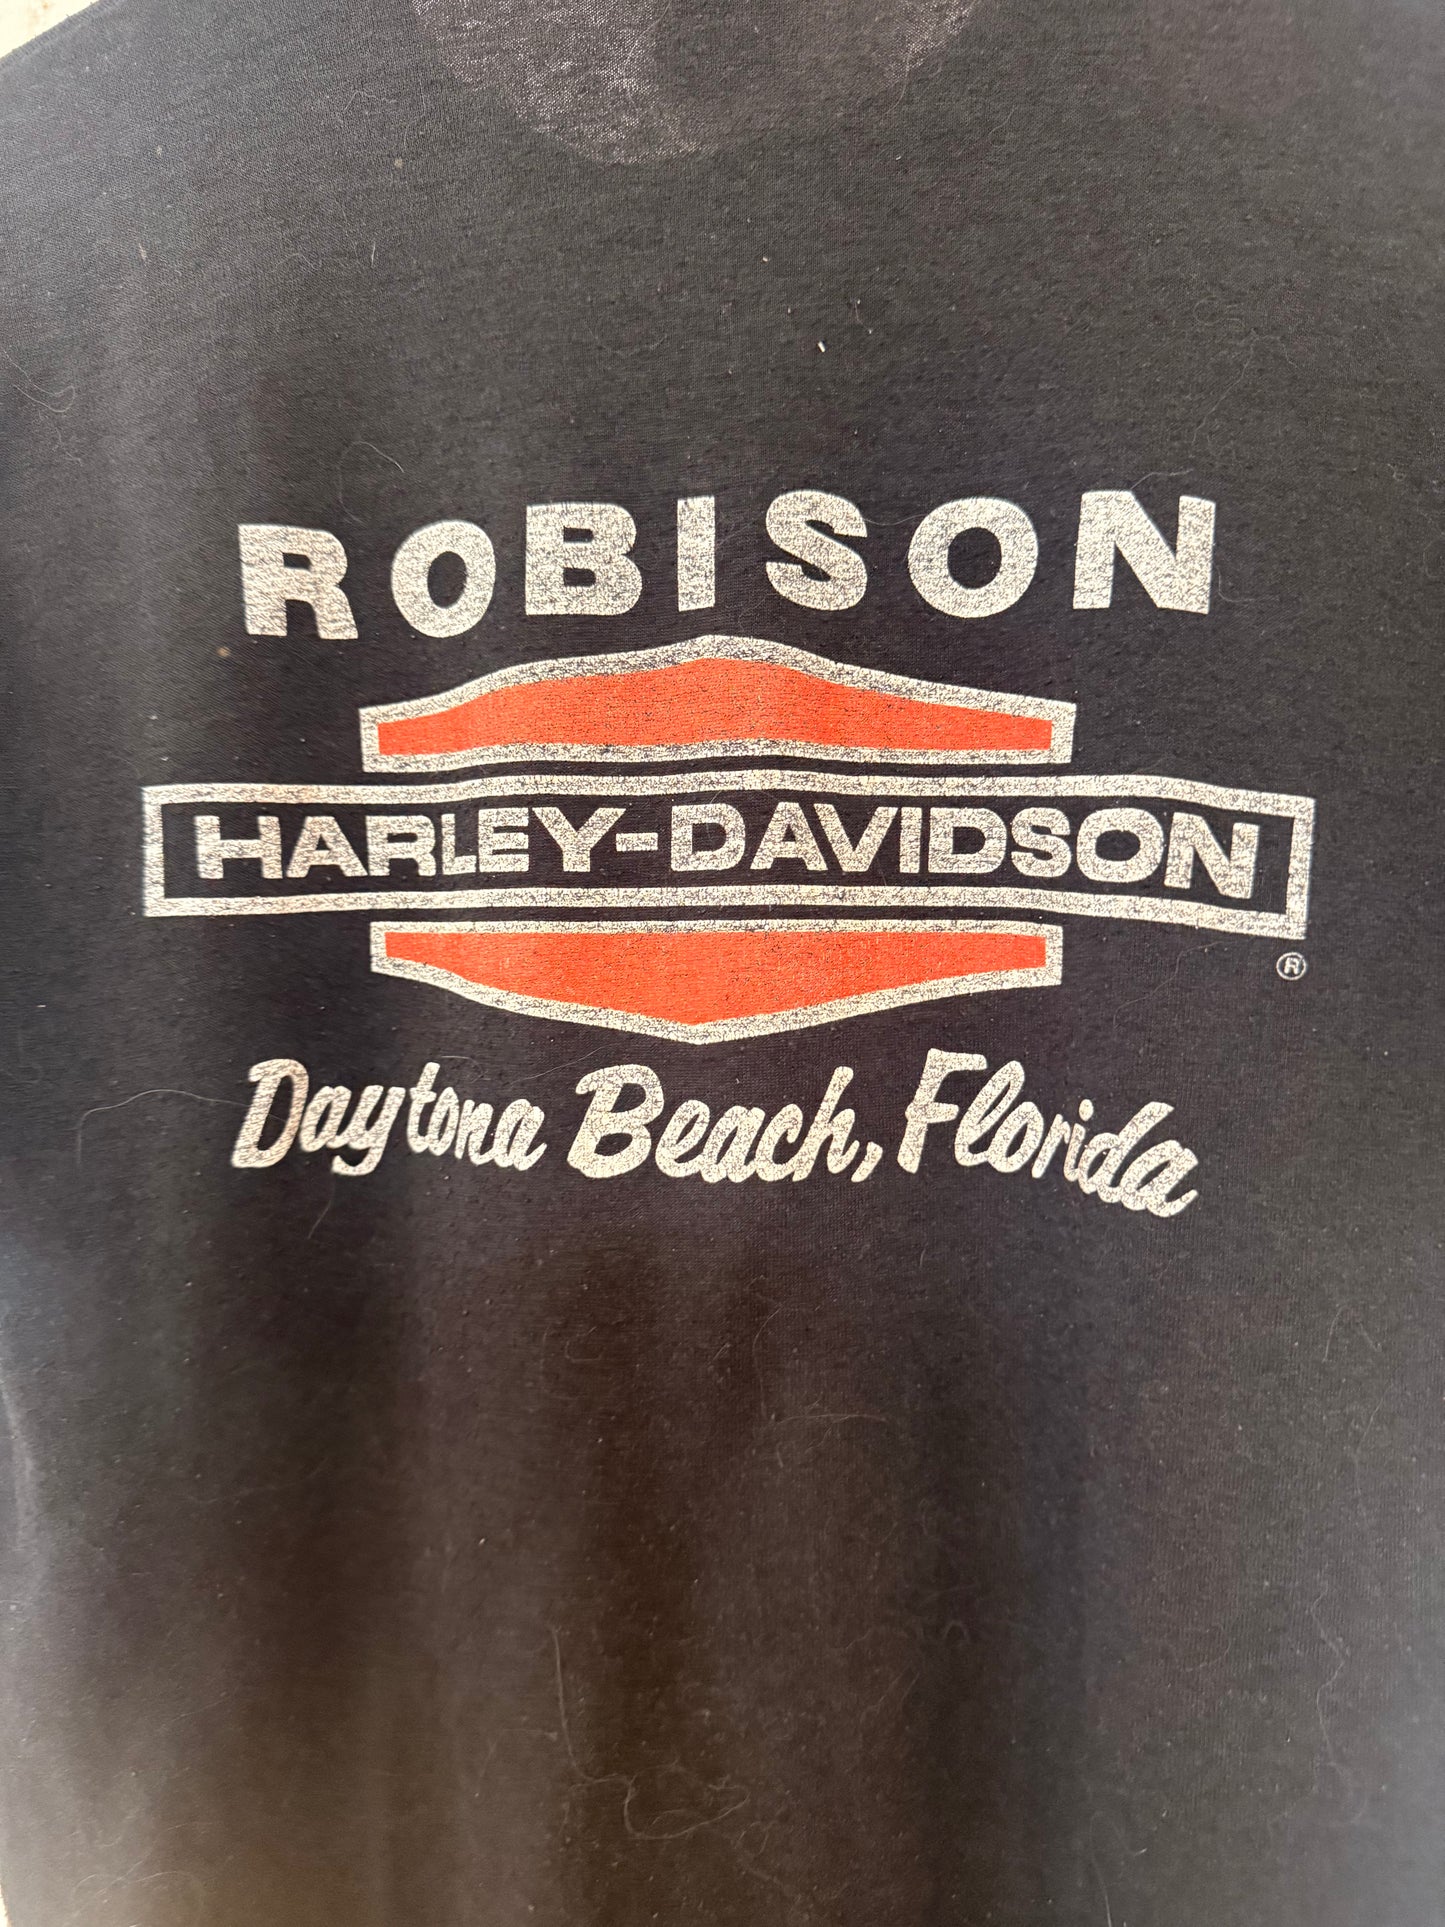 ROBISON
HARLEY-DAVIDSON
®
Daytona Beach, Florida